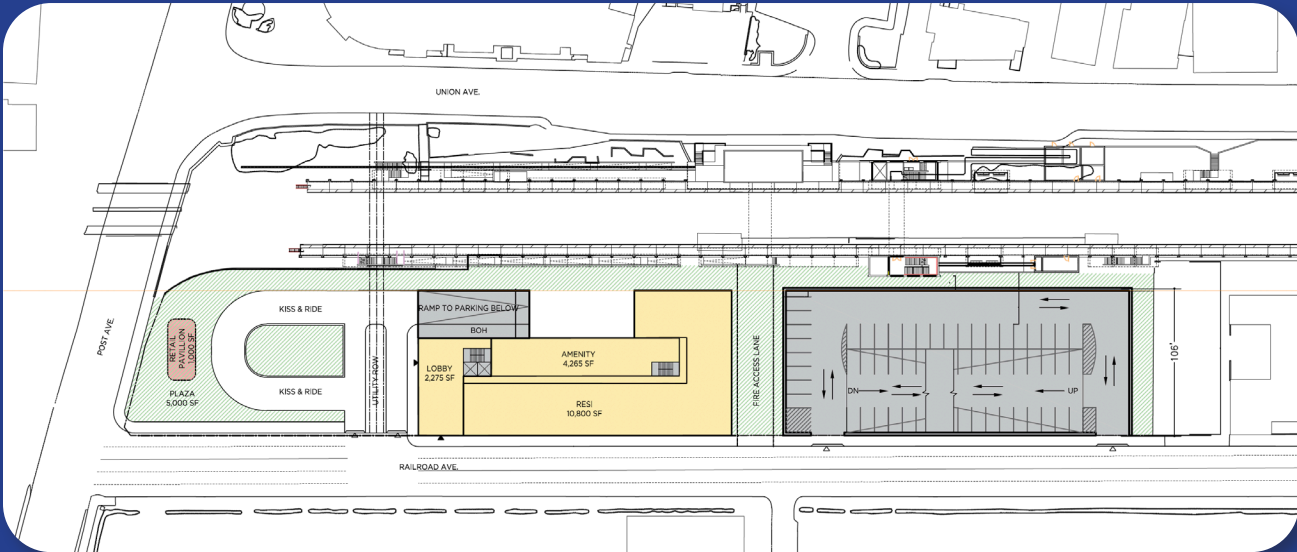 UNION AVE.
POST AVE.
KISS & RIDE
RETAIL
PAVILION
1,000 SF
KISS & RIDE
PLAZA
5,000 SF
UTILITY ROW
RAMP TO PARKING BELOW
BOH
LOBBY
2,275 SF
AMENITY
4,265 SF
RESI
10,800 SF
FIRE ACCESS LANE
DN
UP
106'
RAILROAD AVE.